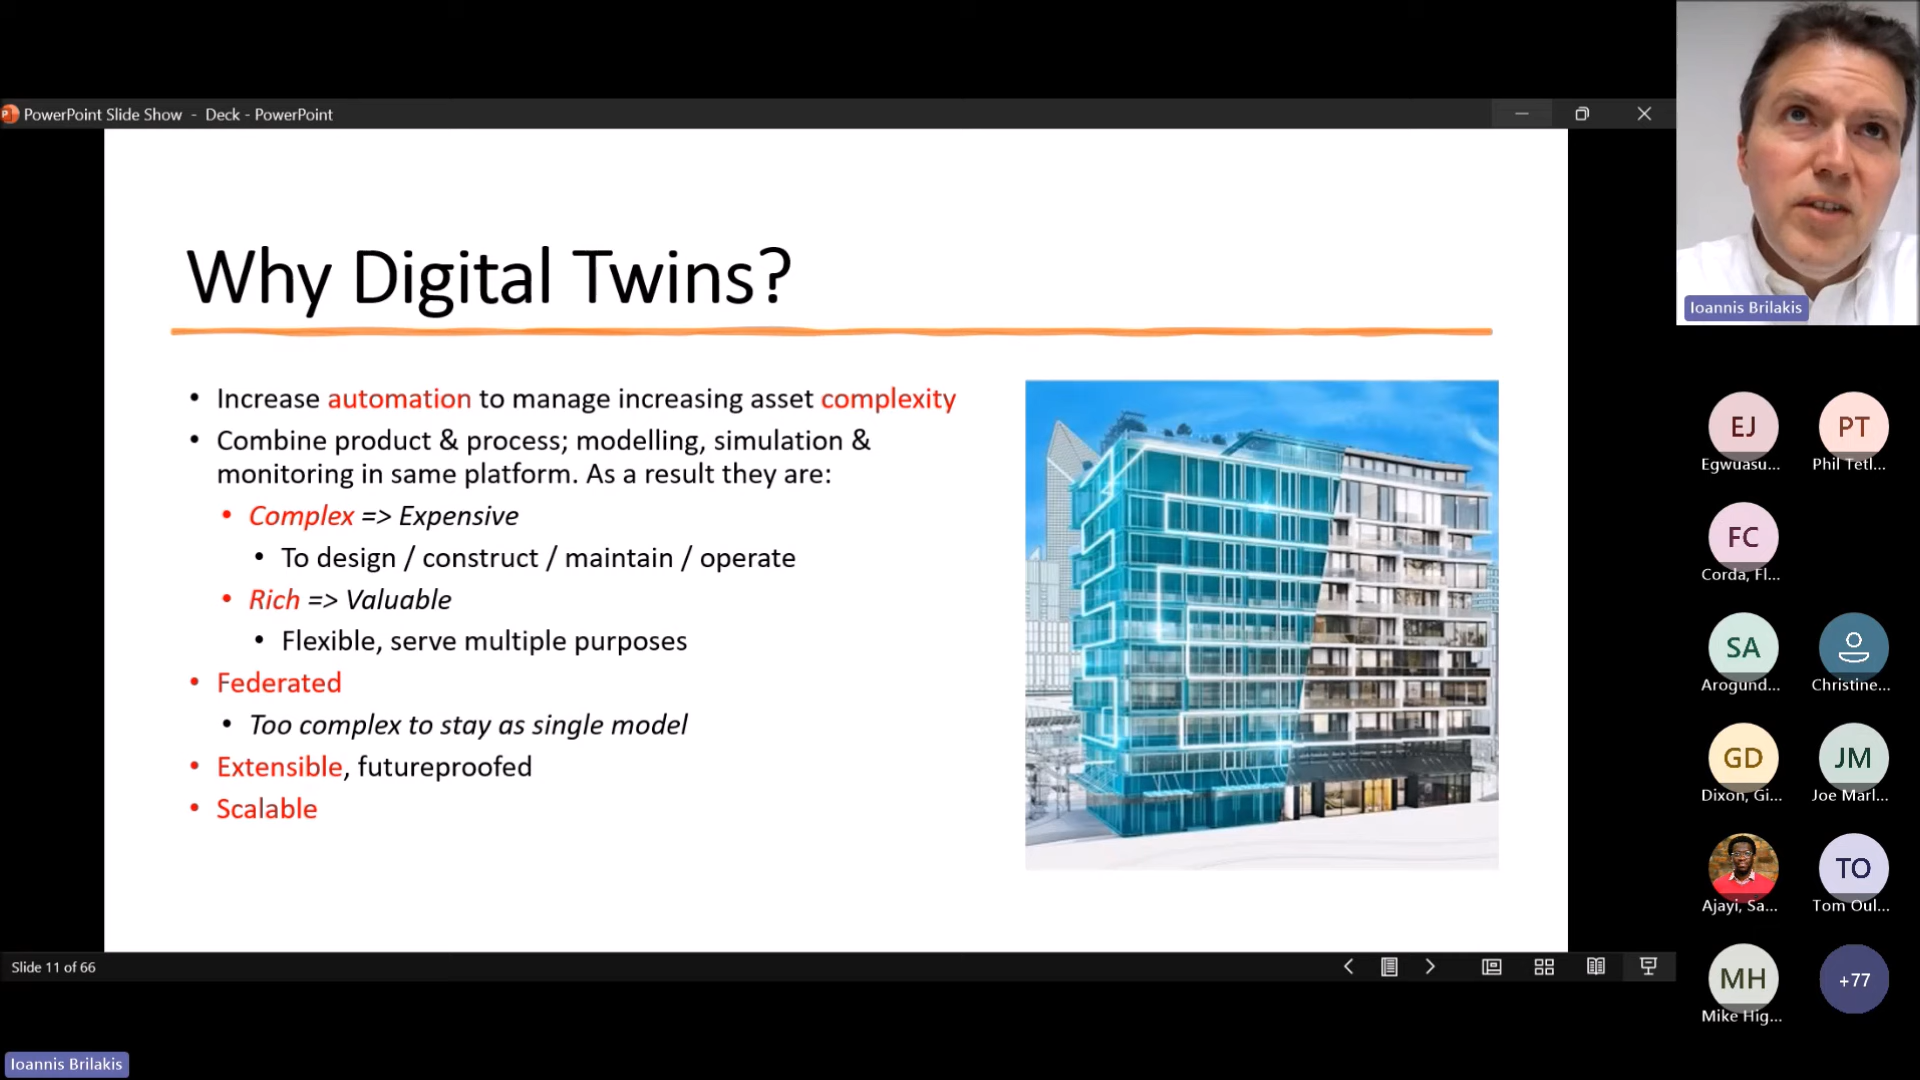 PowerPoint Slide Show - Deck - PowerPoint
Why Digital Twins?
• Increase automation to manage increasing asset complexity
• Combine product & process; modelling, simulation &
monitoring in same platform. As a result they are:
• Complex => Expensive
• To design / construct / maintain / operate
• Rich => Valuable
• Flexible, serve multiple purposes
• Federated
• Too complex to stay as single model
• Extensible, futureproofed
• Scalable
Slide 11 of 66
Ioannis Brilakis
Ioannis Brilakis
EJ
Egwuasu...
PT
Phil Tetl...
FC
Corda, Fl...
SA
Arogund...
Christine...
GD
Dixon, Gi...
JM
Joe Marl...
Ajayi, Sa...
TO
Tom Oul...
MH
Mike Hig...
+77